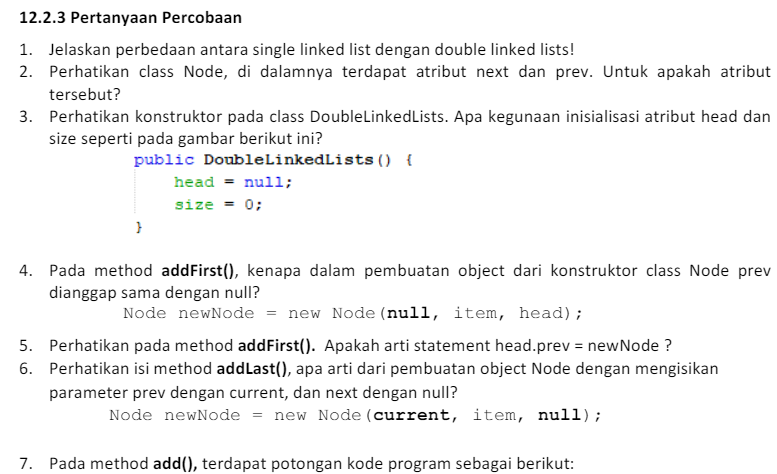 12.2.3 Pertanyaan Percobaan
1. Jelaskan perbedaan antara single linked list dengan double linked lists!
2. Perhatikan class Node, di dalamnya terdapat atribut next dan prev. Untuk apakah atribut
tersebut?
3. Perhatikan konstruktor pada class DoubleLinkedLists. Apa kegunaan inisialisasi atribut head dan
size seperti pada gambar berikut ini?
public DoubleLinkedLists() {
head = null;
size = 0;
}
4. Pada method addFirst(), kenapa dalam pembuatan object dari konstruktor class Node prev
dianggap sama dengan null?
Node newNode = new Node(null, item, head);
5. Perhatikan pada method addFirst(). Apakah arti statement head.prev = newNode ?
6. Perhatikan isi method addLast(), apa arti dari pembuatan object Node dengan mengisikan
parameter prev dengan current, dan next dengan null?
Node newNode = new Node(current, item, null);
7. Pada method add(), terdapat potongan kode program sebagai berikut: